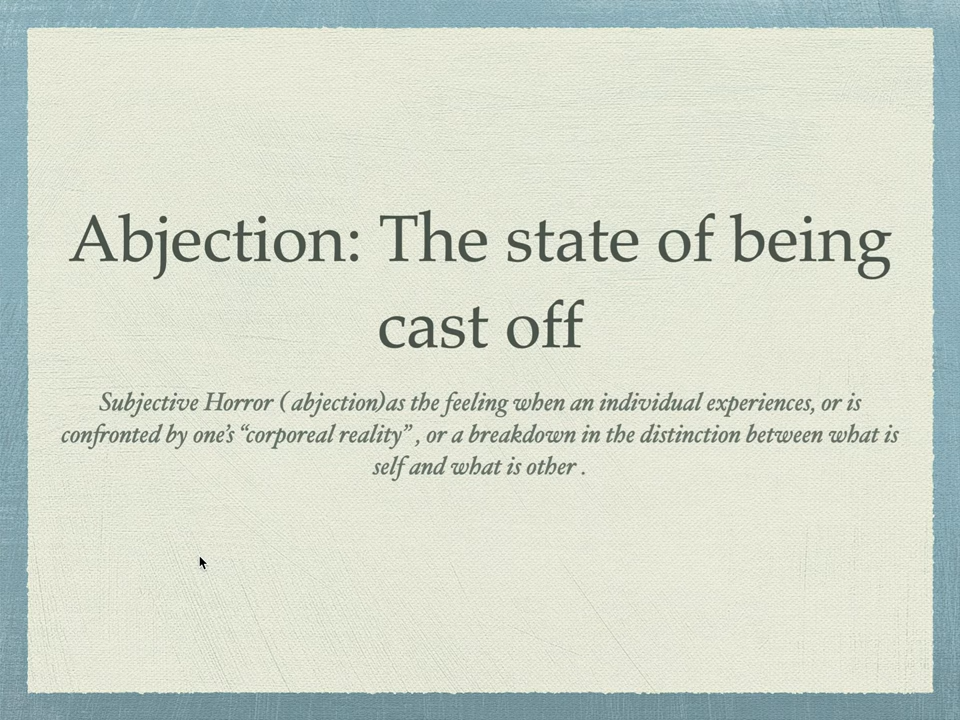 Abjection: The state of being
cast off
Subjective Horror ( abjection)as the feeling when an individual experiences, or is
confronted by one’s “corporeal reality” , or a breakdown in the distinction between what is
self and what is other .